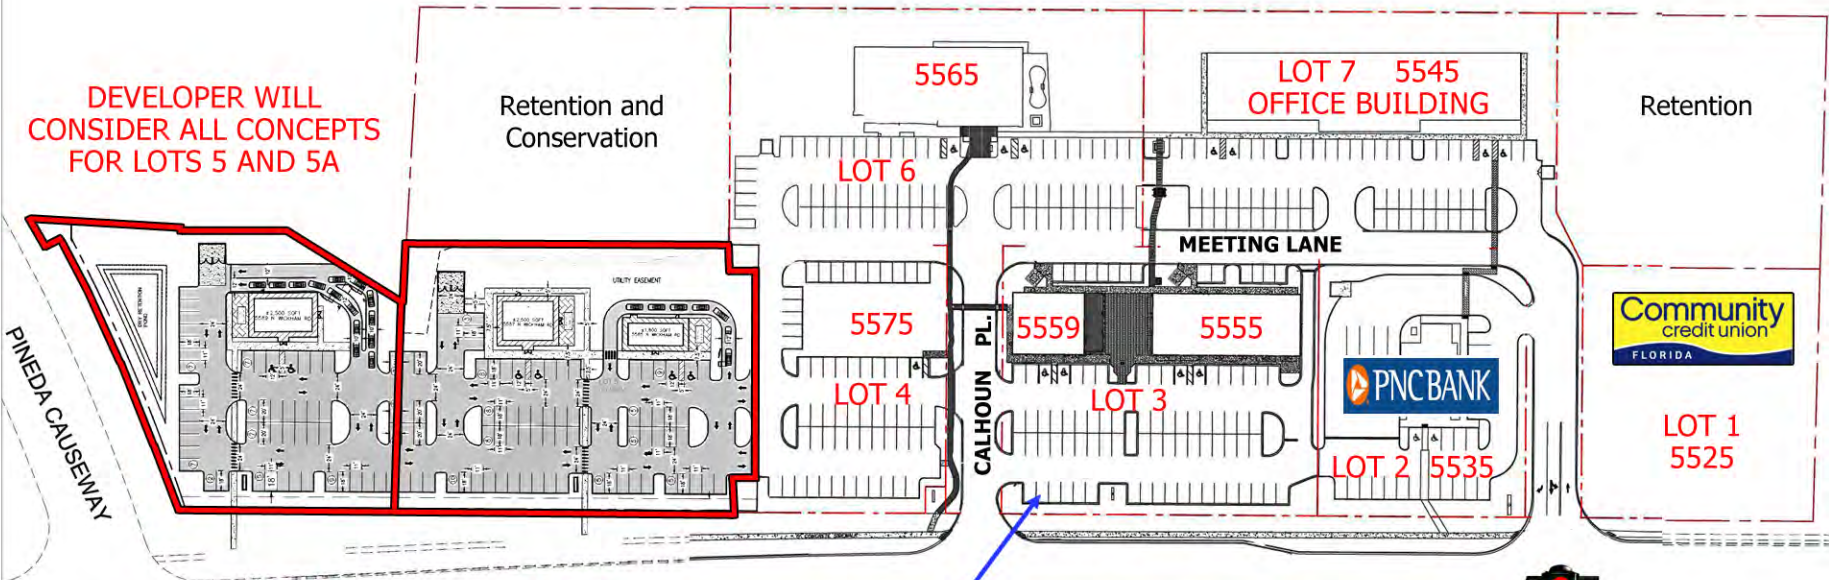 DEVELOPER WILL
CONSIDER ALL CONCEPTS
FOR LOTS 5 AND 5A
Retention and
Conservation
5565
LOT 7 5545
OFFICE BUILDING
Retention
LOT 6
MEETING LANE
UTILITY EASEMENT
5575
5559
5555
CALHOUN PL.
LOT 4
LOT 3
PNCBANK
LOT 2 5535
Community
credit union
FLORIDA
LOT 1
5525
PINEDA CAUSEWAY